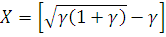 X = [√γ(1 + γ) − γ]